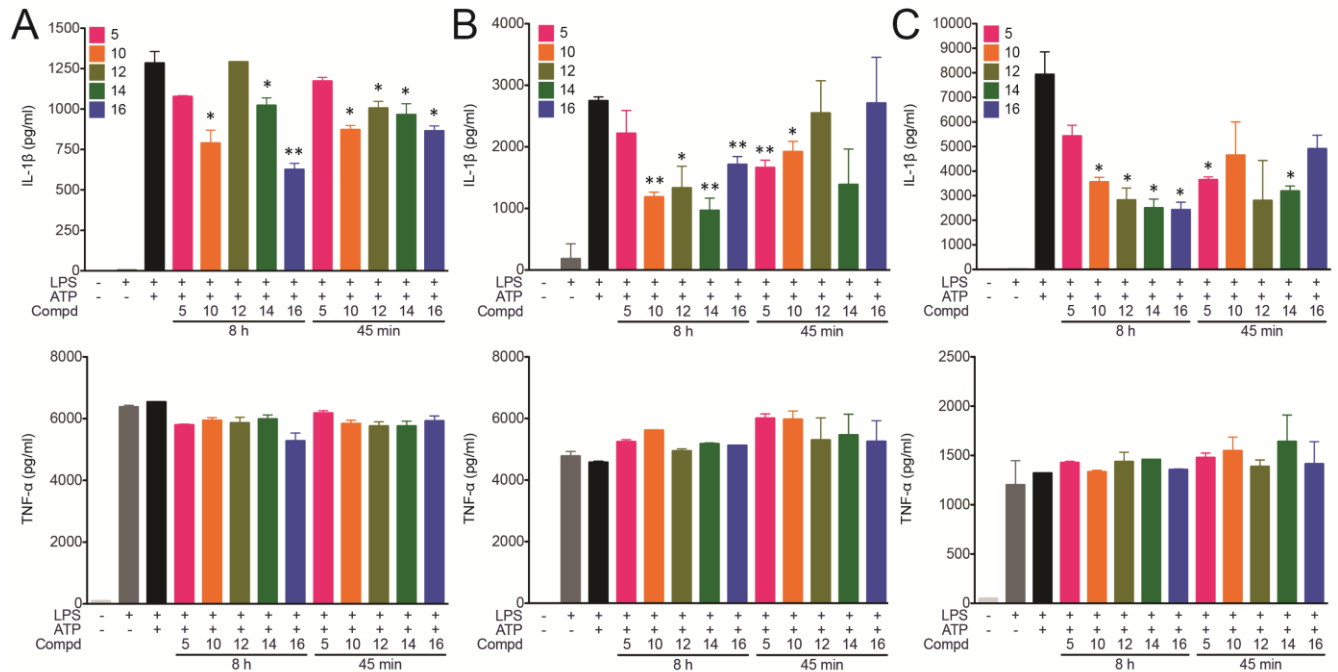 A
1500
1250
1000
750
500
250
0
IL-1β (pg/ml)
5
10
12
14
16
* * ** * * * *
LPS - + + + + + + + + + + + +
ATP - - + + + + + + + + + + +
Compd 5 10 12 14 16 5 10 12 14 16
8 h 45 min
B
4000
3000
2000
1000
0
IL-1β (pg/ml)
5
10
12
14
16
** * ** ** ** *
LPS - + + + + + + + + + + + +
ATP - - + + + + + + + + + + +
Compd 5 10 12 14 16 5 10 12 14 16
8 h 45 min
C
10000
9000
8000
7000
6000
5000
4000
3000
2000
1000
0
IL-1β (pg/ml)
5
10
12
14
16
* * * * * *
LPS - + + + + + + + + + + + +
ATP - - + + + + + + + + + + +
Compd 5 10 12 14 16 5 10 12 14 16
8 h 45 min
8000
6000
4000
2000
0
TNF-α (pg/ml)
LPS - + + + + + + + + + + + +
ATP - - + + + + + + + + + + +
Compd 5 10 12 14 16 5 10 12 14 16
8 h 45 min
8000
6000
4000
2000
0
TNF-α (pg/ml)
LPS - + + + + + + + + + + + +
ATP - - + + + + + + + + + + +
Compd 5 10 12 14 16 5 10 12 14 16
8 h 45 min
2500
2000
1500
1000
500
0
TNF-α (pg/ml)
LPS - + + + + + + + + + + + +
ATP - - + + + + + + + + + + +
Compd 5 10 12 14 16 5 10 12 14 16
8 h 45 min